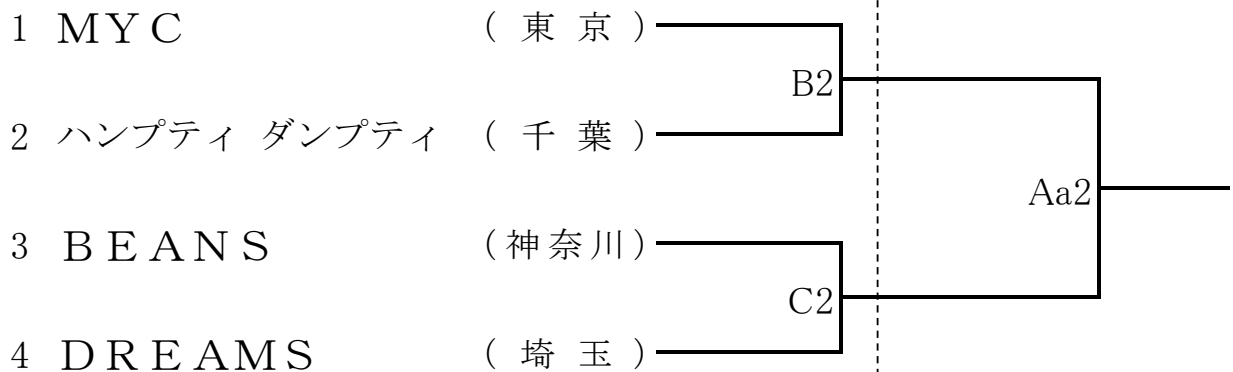 1 ＭＹＣ (東京)
B2
2 ハンプティ ダンプティ (千葉)
Aa2
3 ＢＥＡＮＳ (神奈川)
C2
4 ＤＲＥＡＭＳ (埼玉)